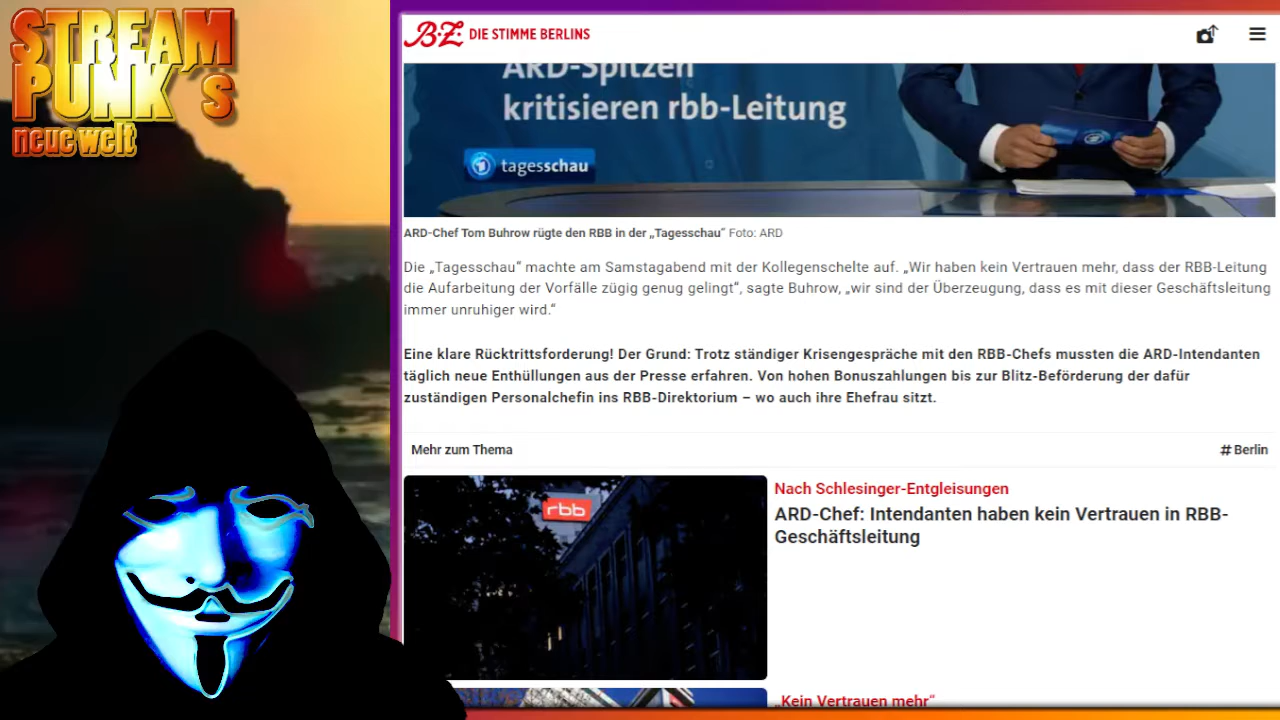 STREAM
PUNK´s
neue welt
B·Z· DIE STIMME BERLINS
ARD-Spitzen
kritisieren rbb-Leitung
tagesschau
ARD-Chef Tom Buhrow rügte den RBB in der „Tagesschau“ Foto: ARD
Die „Tagesschau“ machte am Samstagabend mit der Kollegenschelte auf. „Wir haben kein Vertrauen mehr, dass der RBB-Leitung
die Aufarbeitung der Vorfälle zügig genug gelingt“, sagte Buhrow, „wir sind der Überzeugung, dass es mit dieser Geschäftsleitung
immer unruhiger wird.“
Eine klare Rücktrittsforderung! Der Grund: Trotz ständiger Krisengespräche mit den RBB-Chefs mussten die ARD-Intendanten
täglich neue Enthüllungen aus der Presse erfahren. Von hohen Bonuszahlungen bis zur Blitz-Beförderung der dafür
zuständigen Personalchefin ins RBB-Direktorium – wo auch ihre Ehefrau sitzt.
Mehr zum Thema
# Berlin
rbb
Nach Schlesinger-Entgleisungen
ARD-Chef: Intendanten haben kein Vertrauen in RBB-
Geschäftsleitung
„Kein Vertrauen mehr“